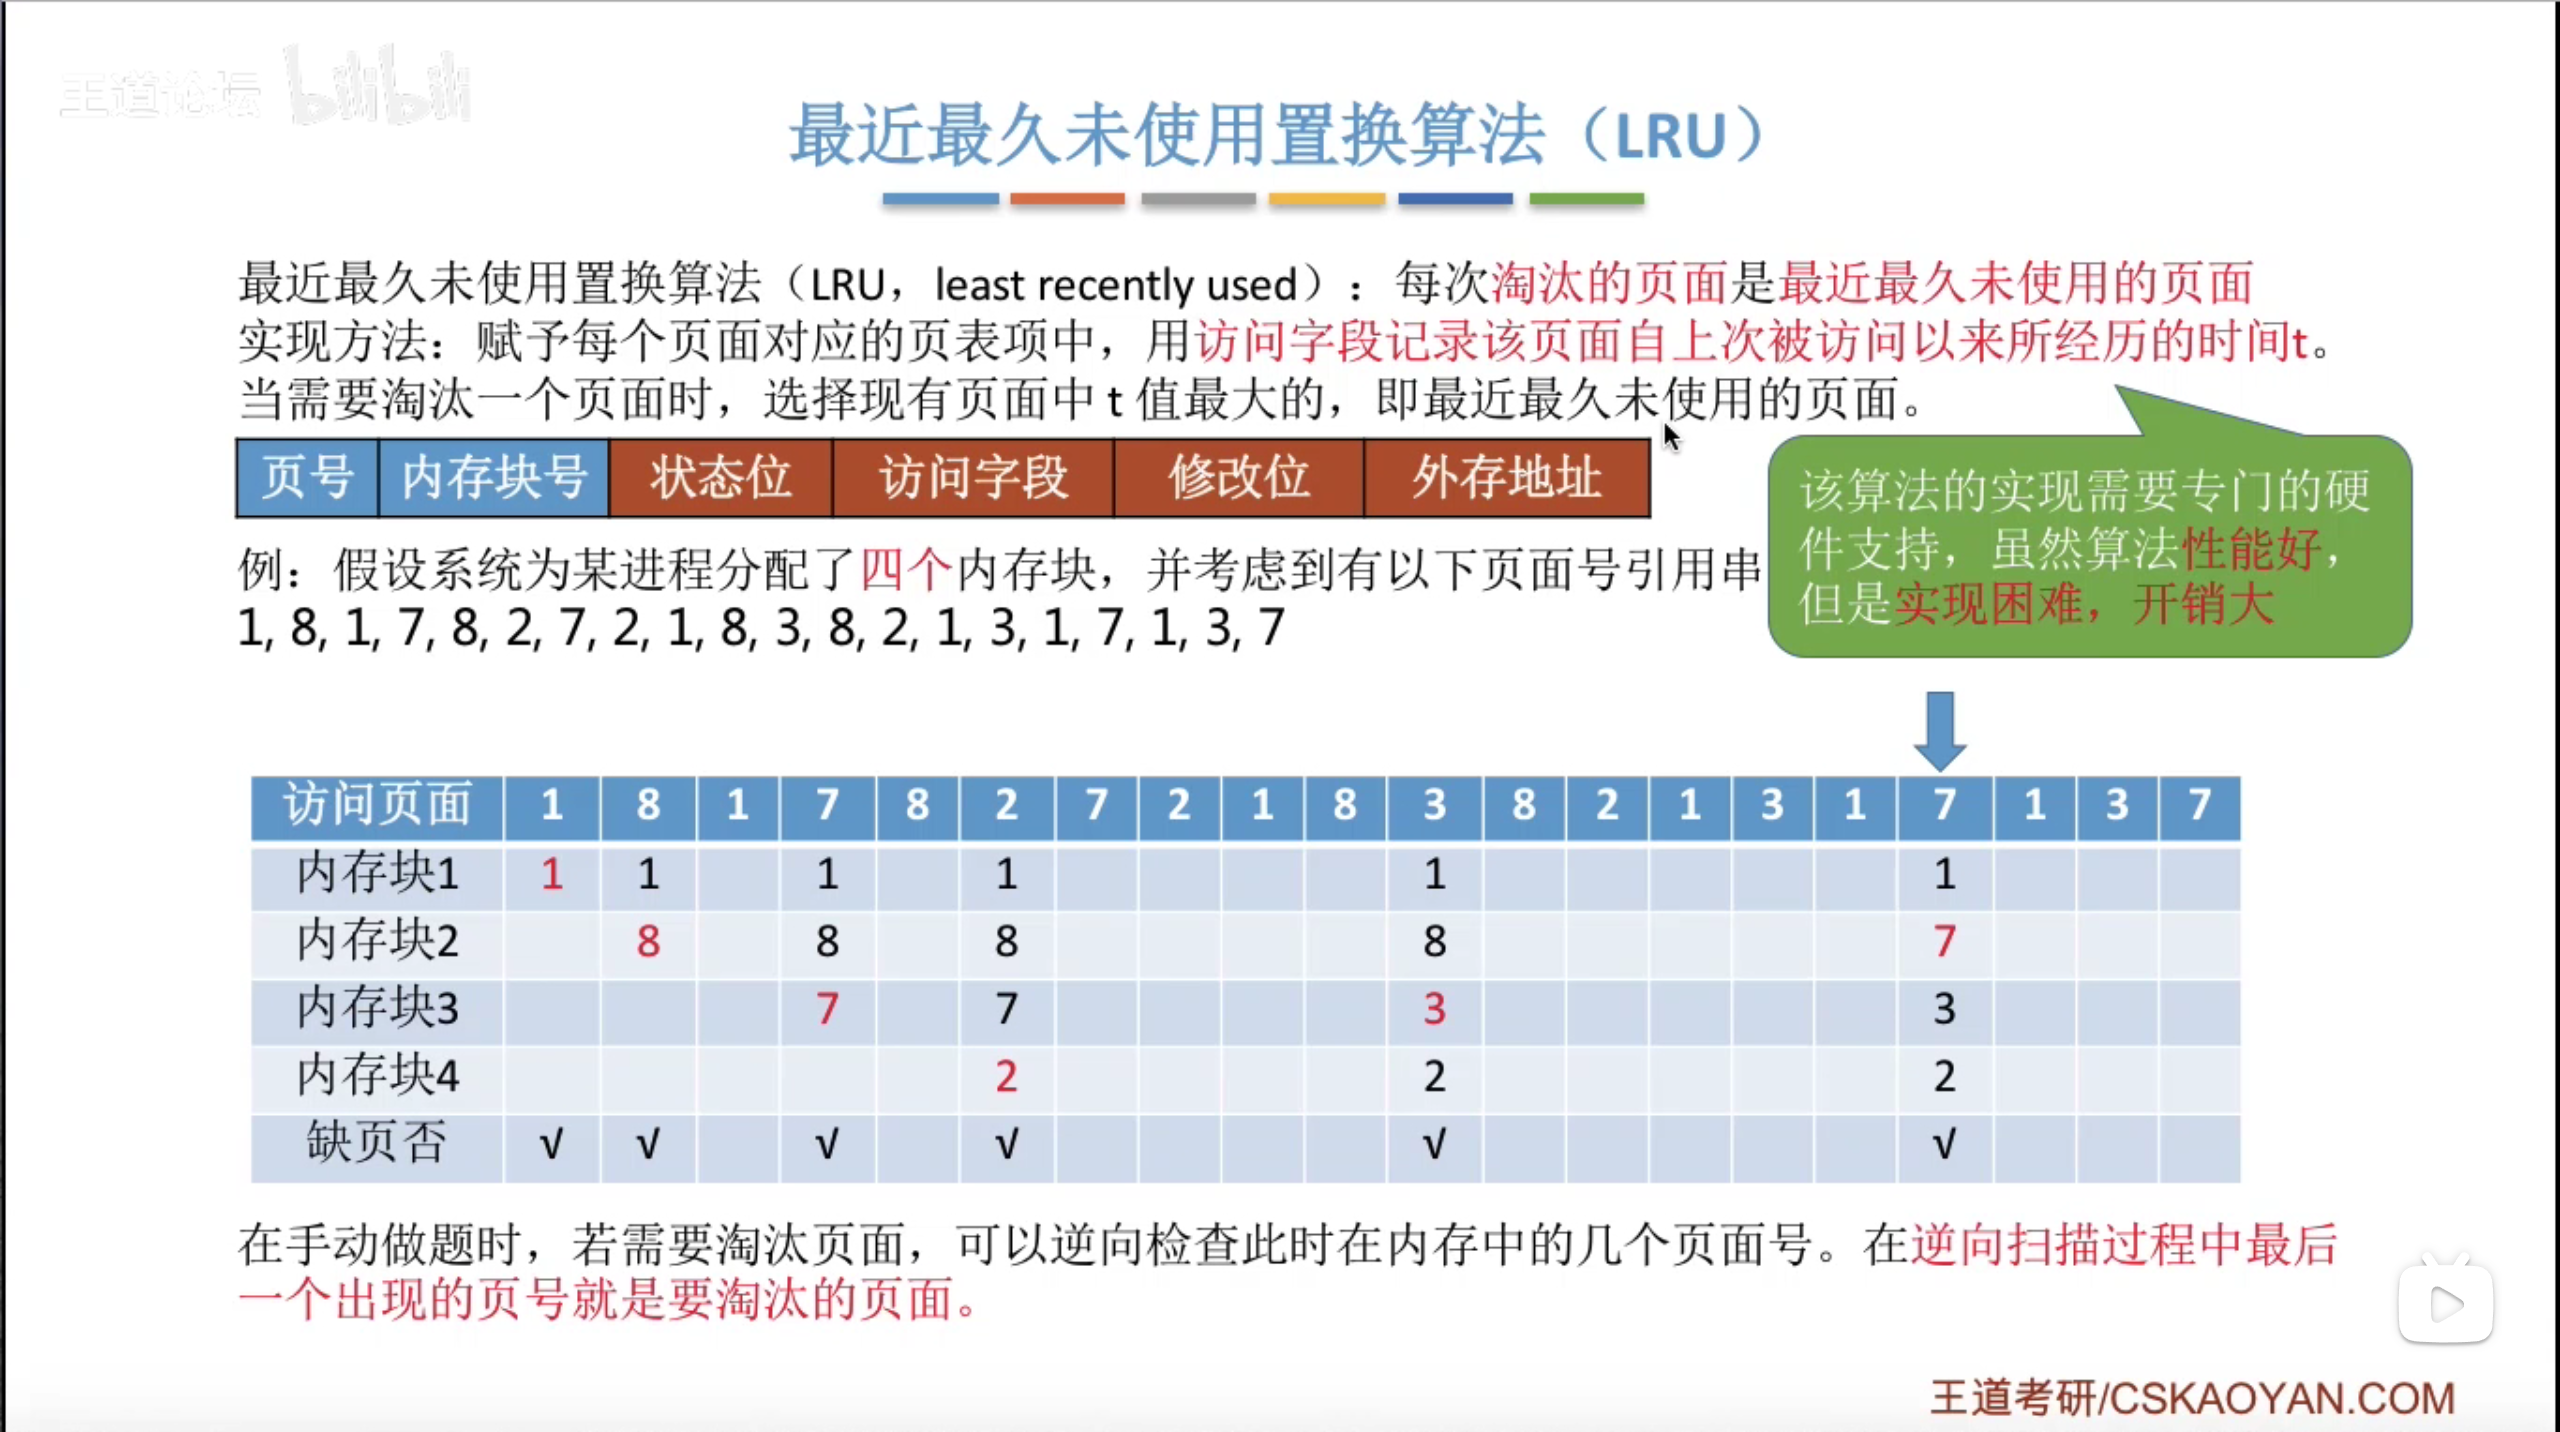 王道论坛 bilibili
最近最久未使用置换算法（LRU）
最近最久未使用置换算法（LRU，least recently used）：每次淘汰的页面是最近最久未使用的页面
实现方法：赋予每个页面对应的页表项中，用访问字段记录该页面自上次被访问以来所经历的时间t。
当需要淘汰一个页面时，选择现有页面中 t 值最大的，即最近最久未使用的页面。
页号 内存块号 状态位 访问字段 修改位 外存地址
该算法的实现需要专门的硬
件支持，虽然算法性能好，
但是实现困难，开销大
例：假设系统为某进程分配了四个内存块，并考虑到有以下页面号引用串
1, 8, 1, 7, 8, 2, 7, 2, 1, 8, 3, 8, 2, 1, 3, 1, 7, 1, 3, 7
访问页面 1 8 1 7 8 2 7 2 1 8 3 8 2 1 3 1 7 1 3 7
内存块1 1 1 1 1 1 1
内存块2 8 8 8 8 7
内存块3 7 7 3 3
内存块4 2 2 2
缺页否 √ √ √ √ √ √
在手动做题时，若需要淘汰页面，可以逆向检查此时在内存中的几个页面号。在逆向扫描过程中最后
一个出现的页号就是要淘汰的页面。
王道考研/CSKAOYAN.COM